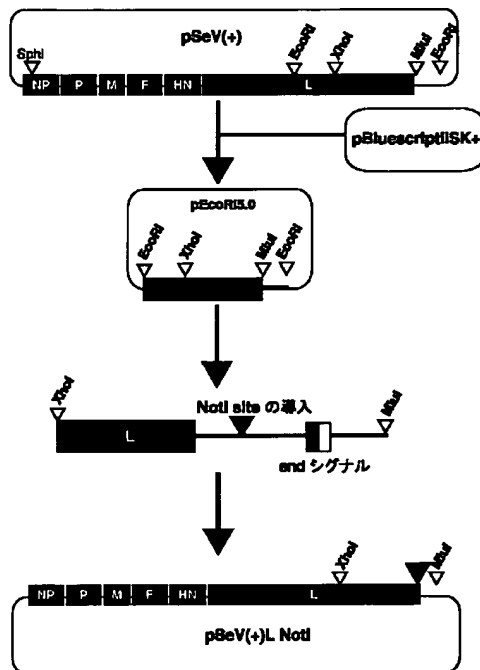 pSeV(+)
SphI
EcoRI
XhoI
MluI
EcoRI
NP P M F HN L
pBluescriptIISK+
pEcoRI5.0
EcoRI
XhoI
MluI
EcoRI
XhoI
NotI site の導入
MluI
L
end シグナル
XhoI
MluI
NP P M F HN L
pSeV(+)L NotI